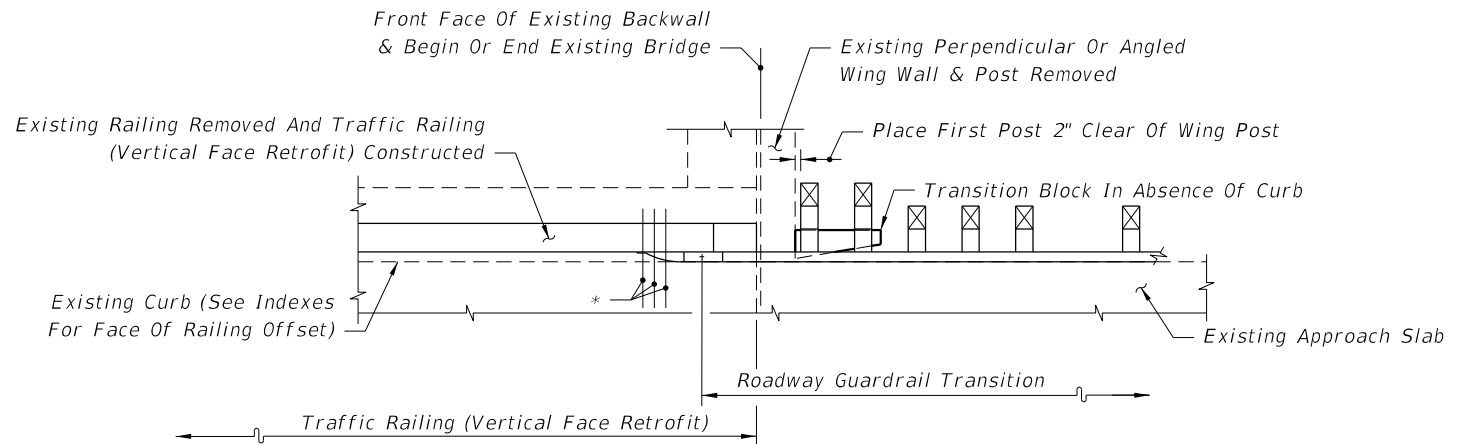 Front Face Of Existing Backwall
& Begin Or End Existing Bridge
Existing Perpendicular Or Angled
Wing Wall & Post Removed
Existing Railing Removed And Traffic Railing
(Vertical Face Retrofit) Constructed
Place First Post 2" Clear Of Wing Post
Transition Block In Absence Of Curb
Existing Curb (See Indexes
For Face Of Railing Offset)
*
Existing Approach Slab
Roadway Guardrail Transition
Traffic Railing (Vertical Face Retrofit)